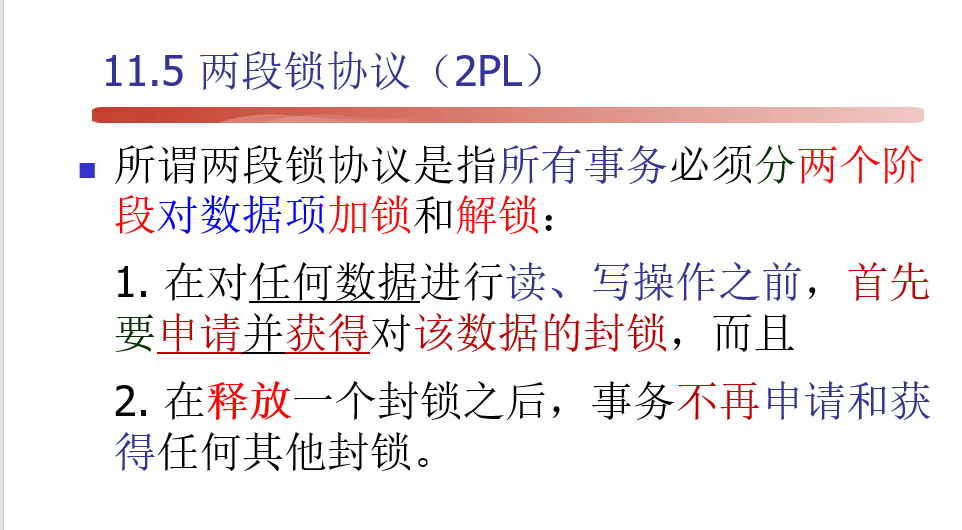 11.5 两段锁协议（2PL）
所谓两段锁协议是指所有事务必须分两个阶
段对数据项加锁和解锁：
1. 在对任何数据进行读、写操作之前，首先
要申请并获得对该数据的封锁，而且
2. 在释放一个封锁之后，事务不再申请和获
得任何其他封锁。